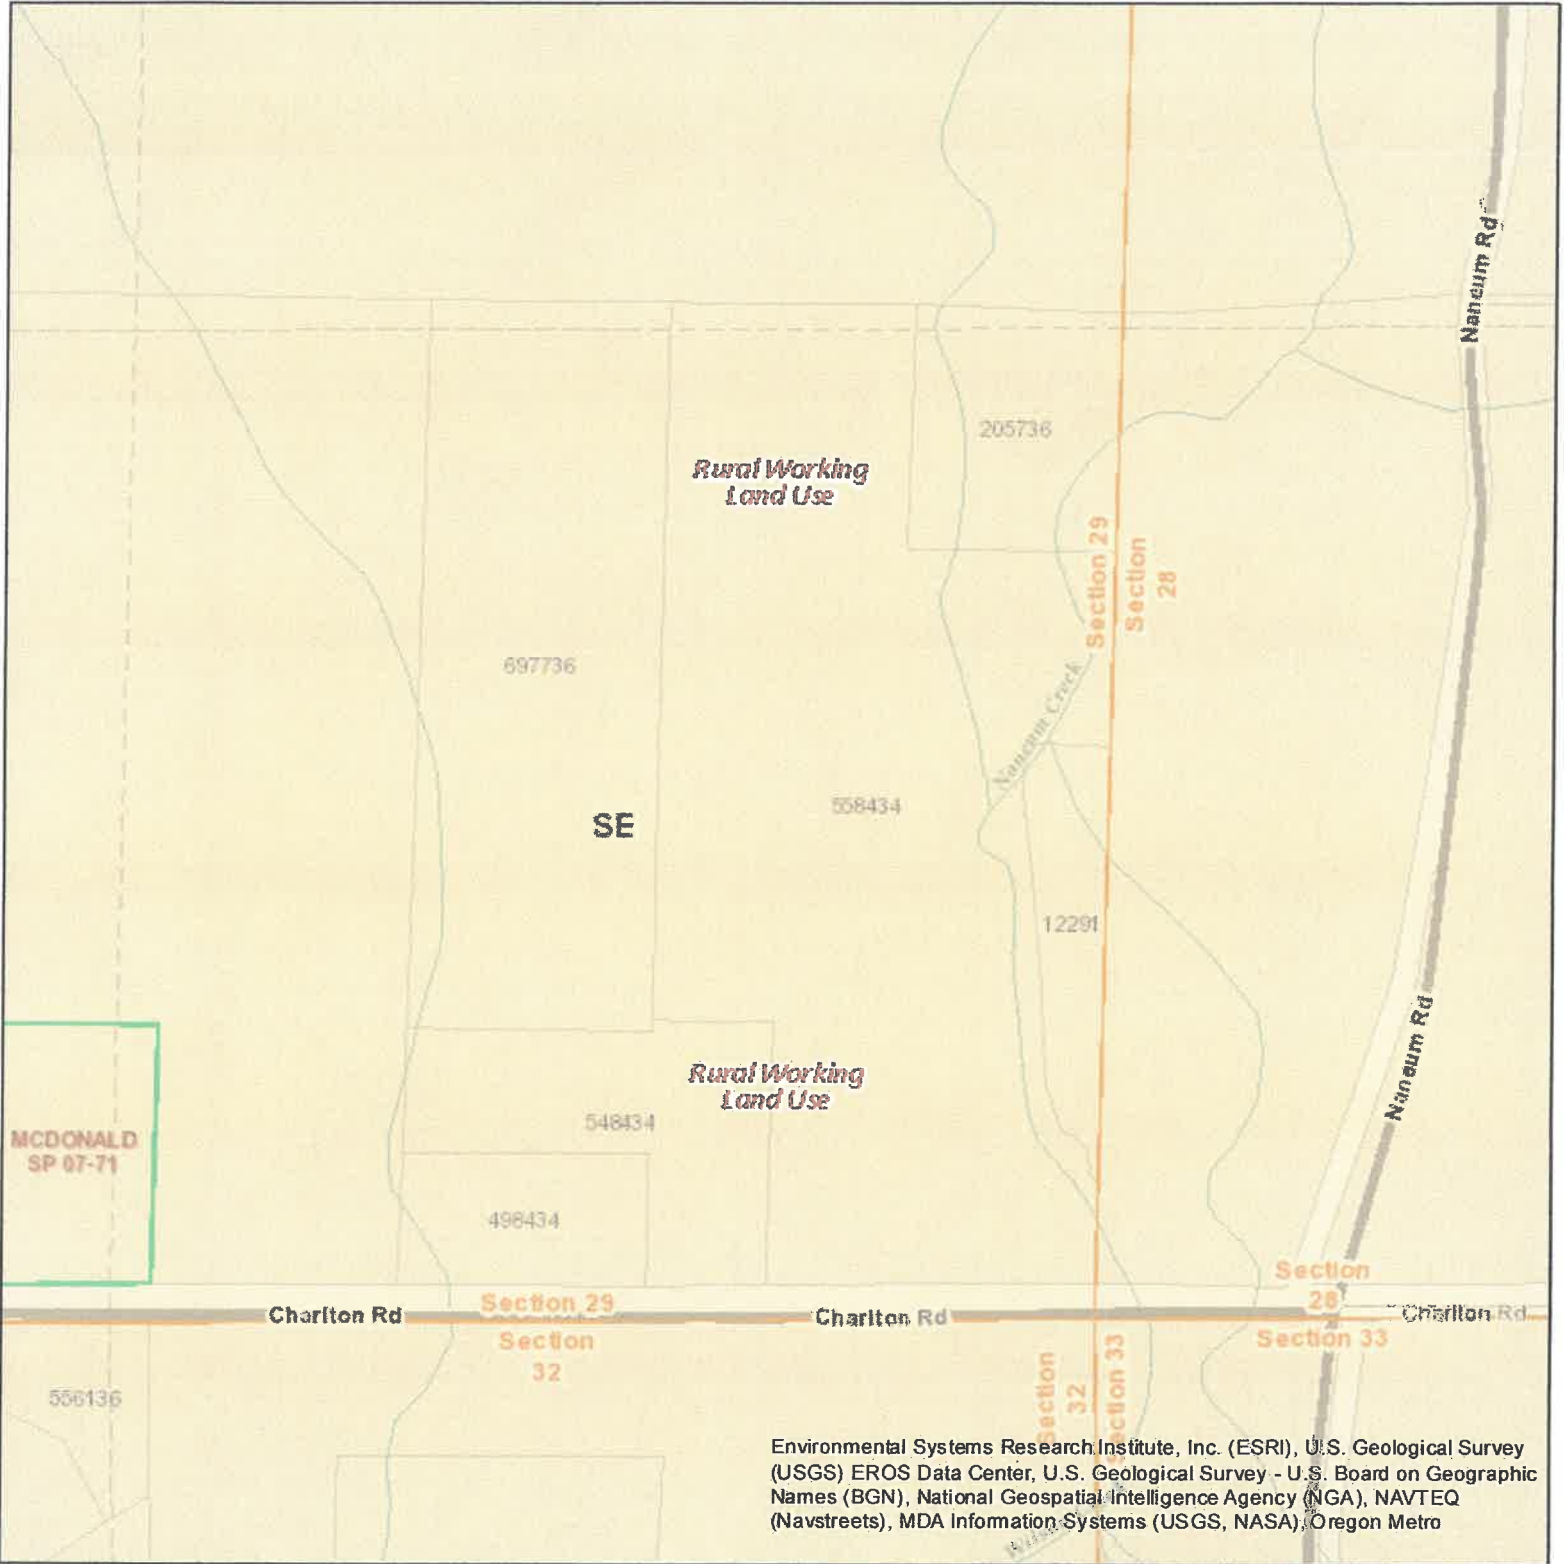 Naneum Rd
205736
Rural Working
Land Use
Section 29
Section
28
697736
Naneum Creek
558434
SE
12291
Naneum Rd
Rural Working
Land Use
548434
MCDONALD
SP 07-71
498434
Section
28
Charlton Rd
Section 29
Charlton Rd
Charlton Rd
Section
32
Section 33
Section
32
Section 33
556136
Environmental Systems Research Institute, Inc. (ESRI), U.S. Geological Survey
(USGS) EROS Data Center, U.S. Geological Survey - U.S. Board on Geographic
Names (BGN), National Geospatial Intelligence Agency (NGA), NAVTEQ
(Navstreets), MDA Information Systems (USGS, NASA), Oregon Metro